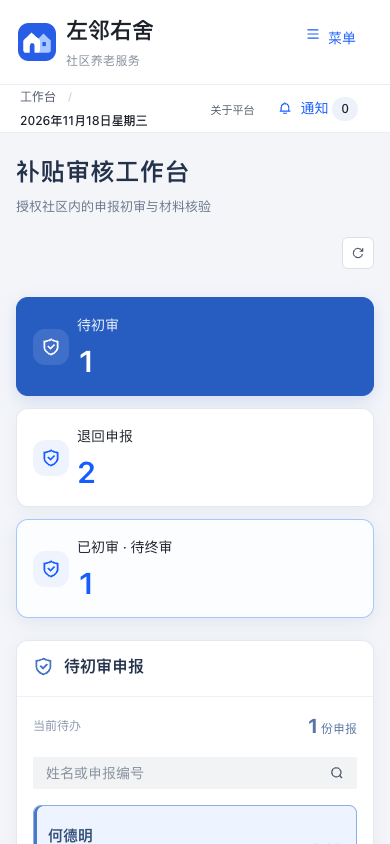 左邻右舍
社区养老服务
菜单
工作台 /
2026年11月18日星期三
关于平台
通知 0
补贴审核工作台
授权社区内的申报初审与材料核验
待初审
1
退回申报
2
已初审 · 待终审
1
待初审申报
当前待办
1 份申报
姓名或申报编号
何德明